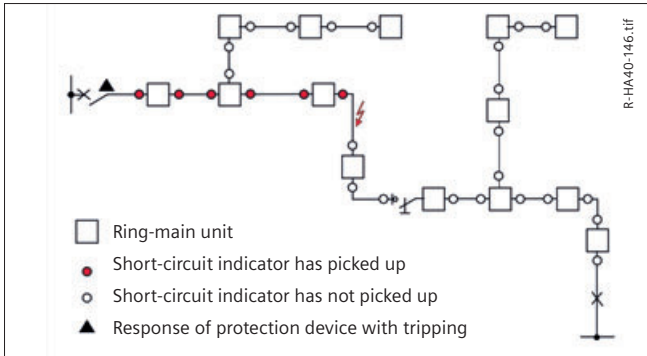 R-HA40-146.tif
Ring-main unit
Short-circuit indicator has picked up
Short-circuit indicator has not picked up
Response of protection device with tripping